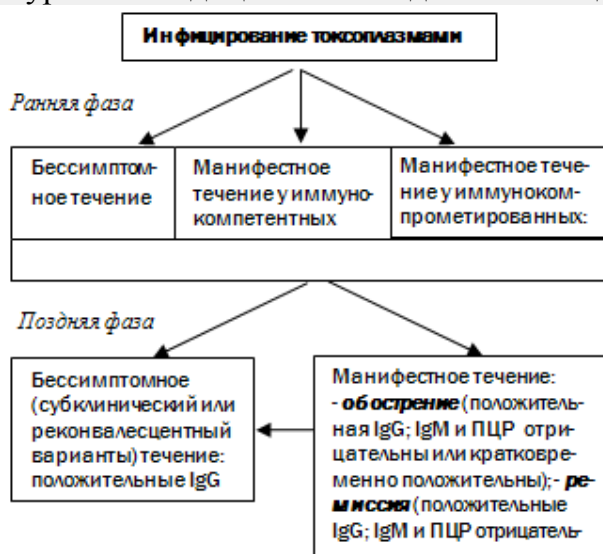 Инфицирование токсоплазмами
Ранняя фаза
Бессимптом-
ное течение
Манифестное
течение у иммуно-
компетентных
Манифестное тече-
ние у иммуноком-
прометированных:
Поздняя фаза
Бессимптомное
(субклинический или
реконвалесцентный
варианты) течение:
положительные IgG
Манифестное течение:
- обострение (положитель-
ная IgG; IgM и ПЦР отри-
цательны или кратковре-
менно положительны); - ре-
миссия (положительные
IgG; IgM и ПЦР отрицатель-